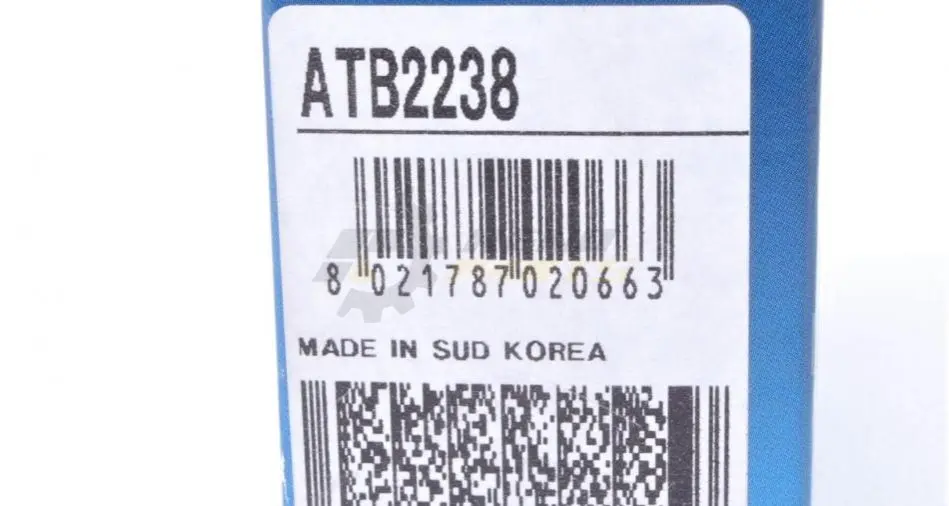 ATB2238
8 021787 020663
MADE IN SUD KOREA